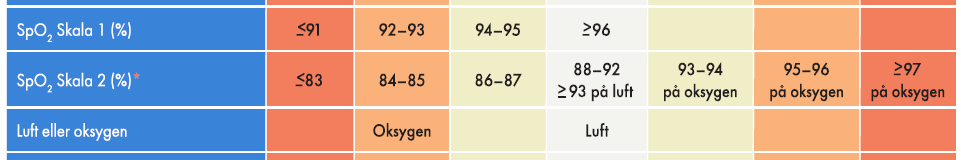 SpO₂ Skala 1 (%) ≤91 92–93 94–95 ≥96
SpO₂ Skala 2 (%)* ≤83 84–85 86–87 88–92 ≥93 på luft 93–94 på oksygen 95–96 på oksygen ≥97 på oksygen
Luft eller oksygen Oksygen Luft